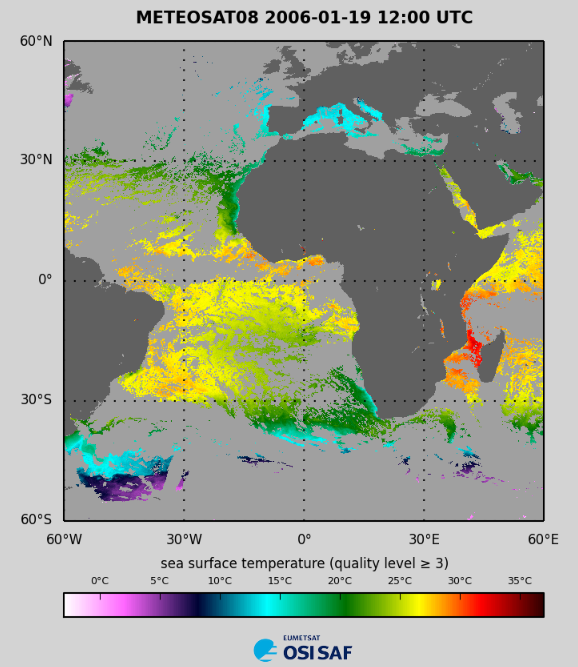 METEOSAT08 2006-01-19 12:00 UTC
60°N
30°N
0°
30°S
60°S
60°W 30°W 0° 30°E 60°E
sea surface temperature (quality level ≥ 3)
0°C 5°C 10°C 15°C 20°C 25°C 30°C 35°C
EUMETSAT
OSI SAF